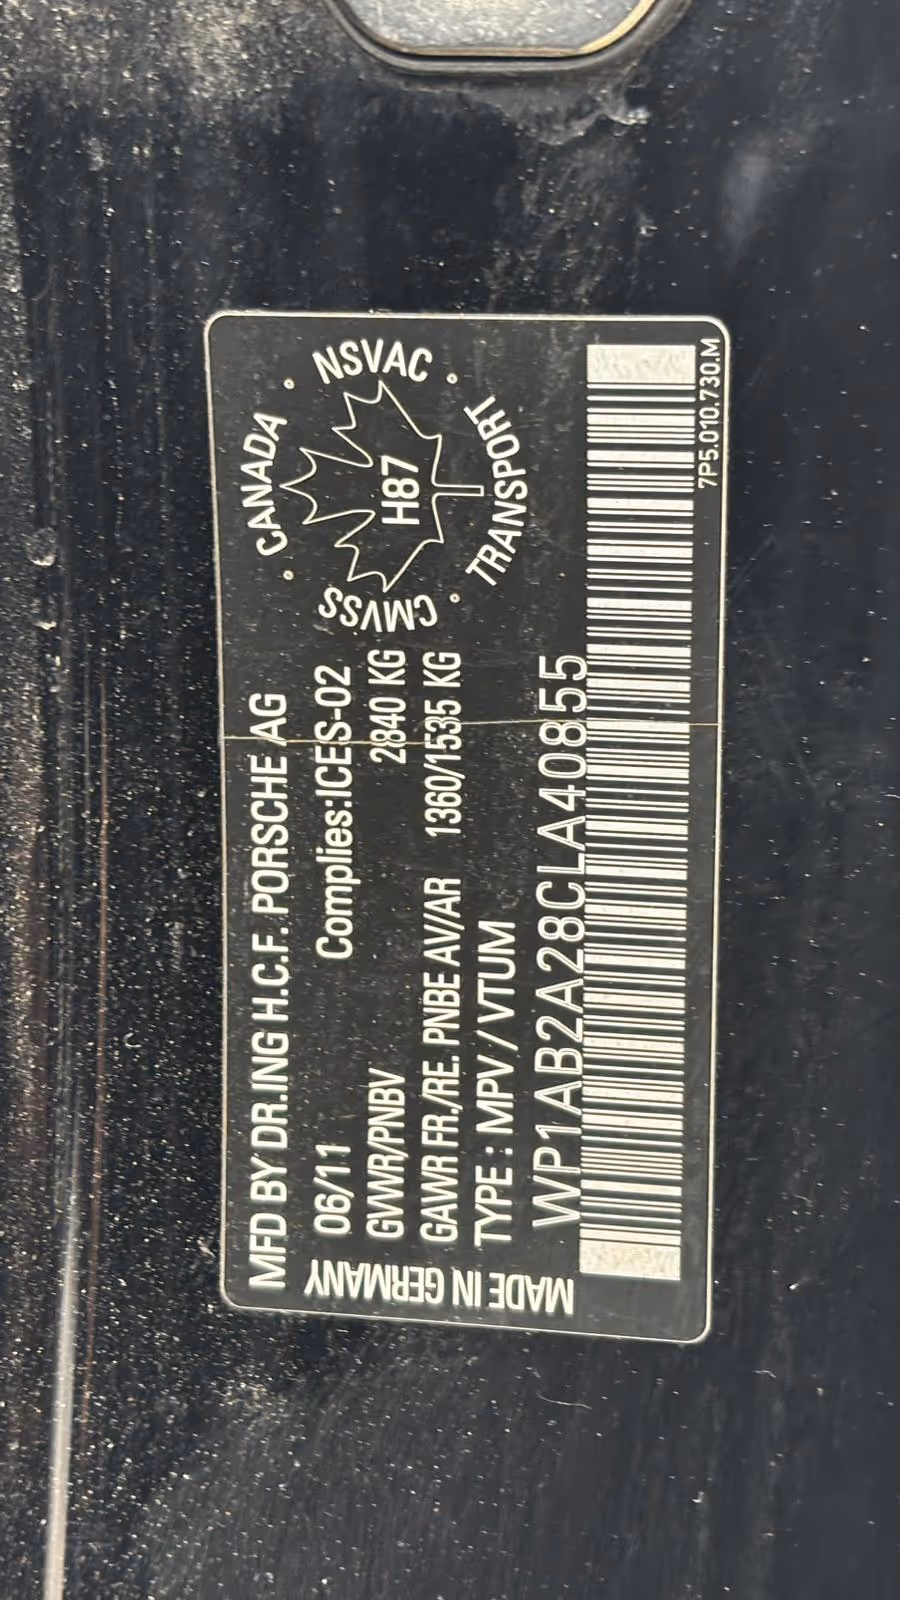 MFD BY DR.ING H.C.F. PORSCHE AG
06/11 Complies:ICES-02
GVWR/PNBV 2840 KG
GAWR FR./RE. PNBE AV/AR 1360/1535 KG
TYPE : MPV / VTUM
WP1AB2A28CLA40855
MADE IN GERMANY
CANADA
NSVAC
TRANSPORT
CMVSS
H87
7P5.010.730.M